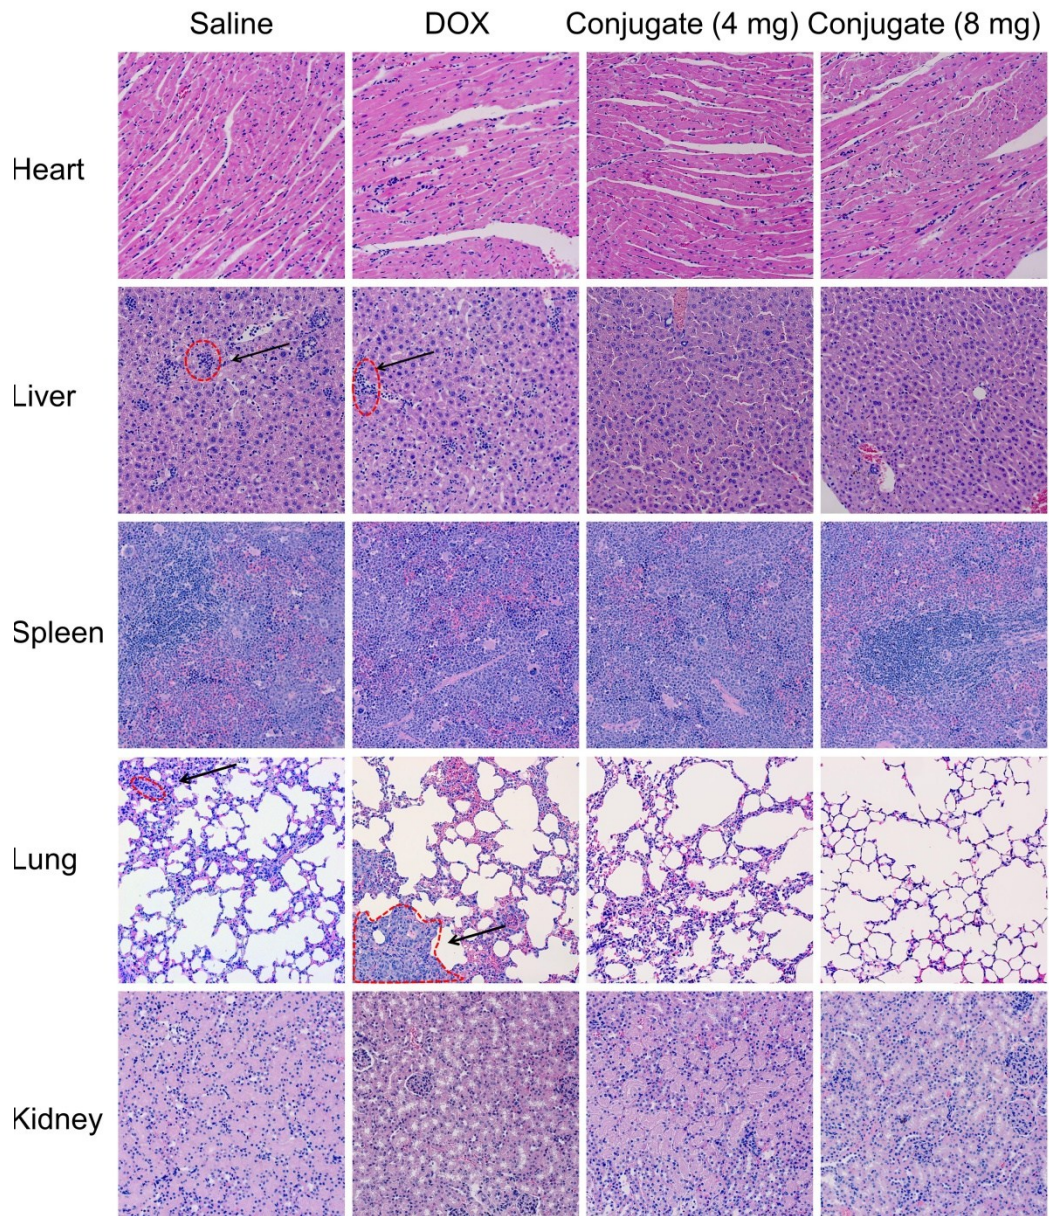 Saline DOX Conjugate (4 mg) Conjugate (8 mg)
Heart
Liver
Spleen
Lung
Kidney